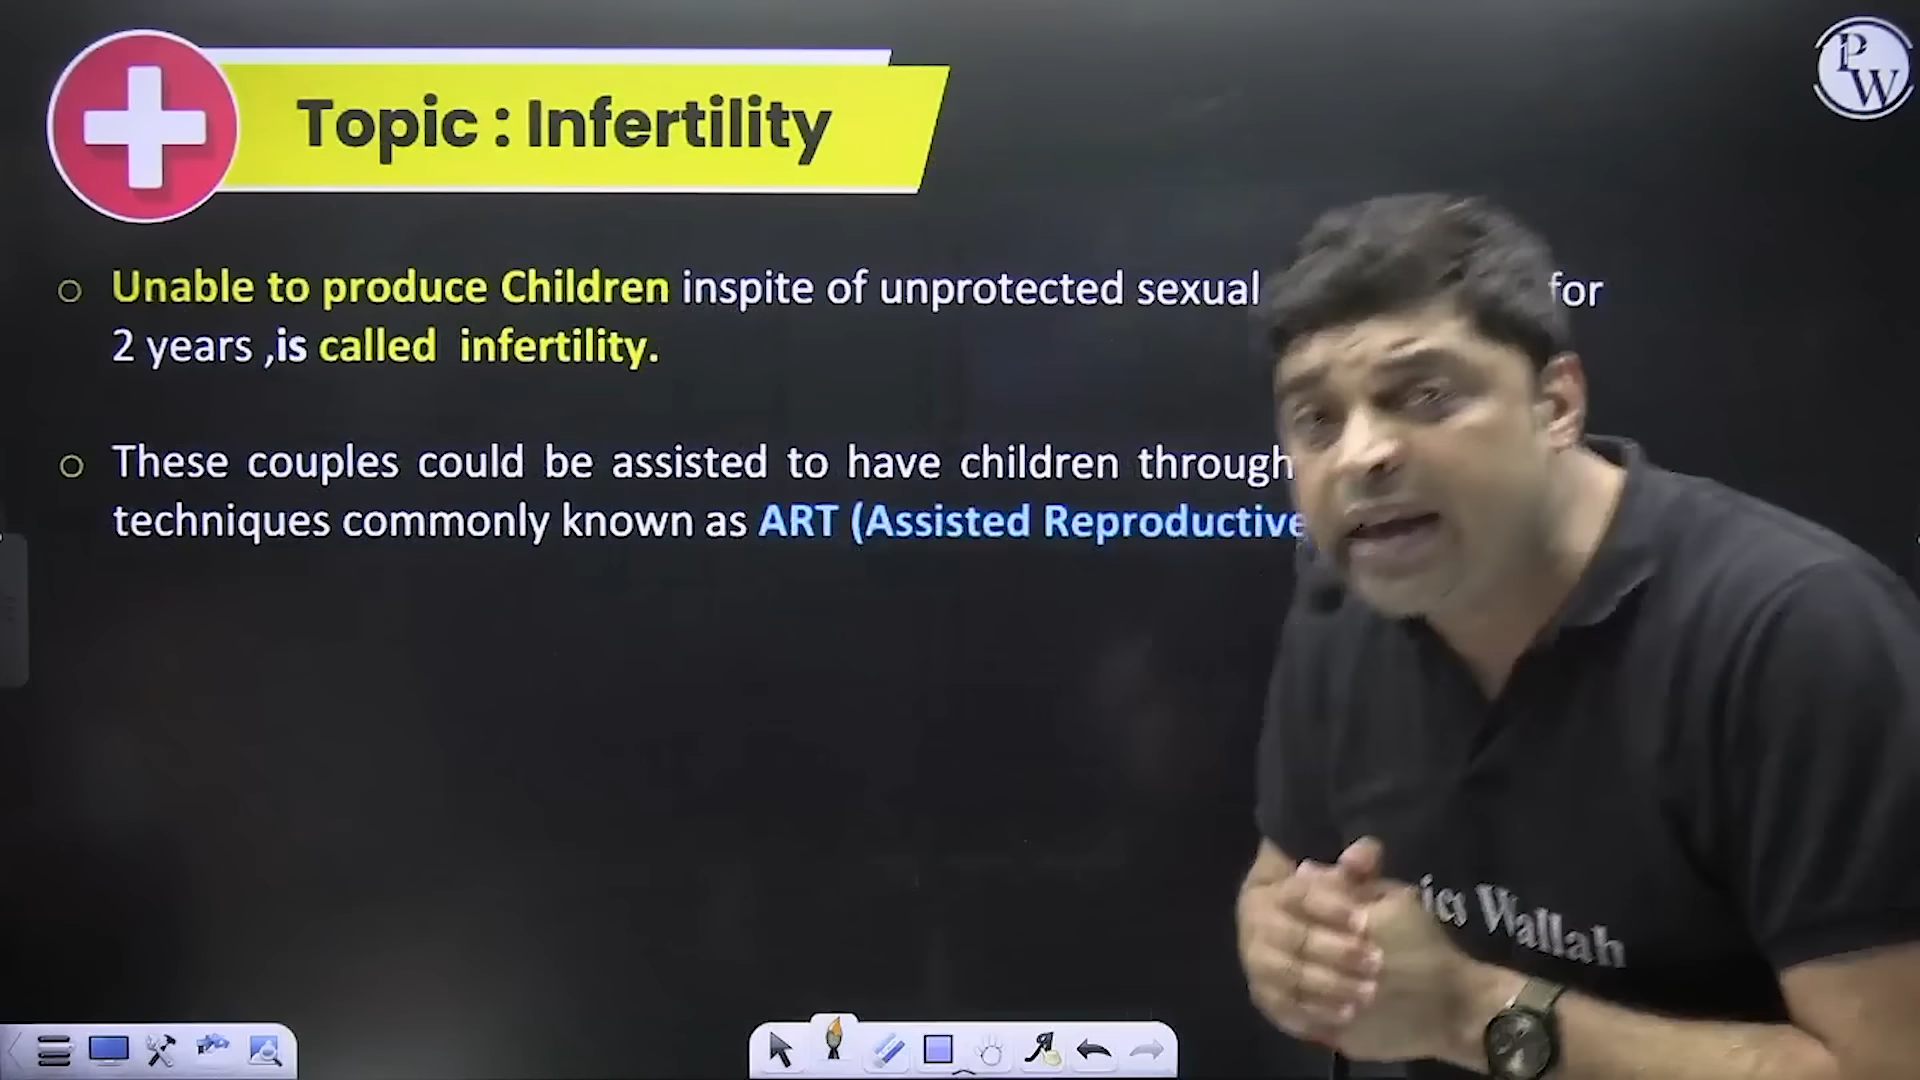 PW
Topic : Infertility
Unable to produce Children inspite of unprotected sexual for
2 years ,is called infertility.
These couples could be assisted to have children through
techniques commonly known as ART (Assisted Reproductive
Wallah